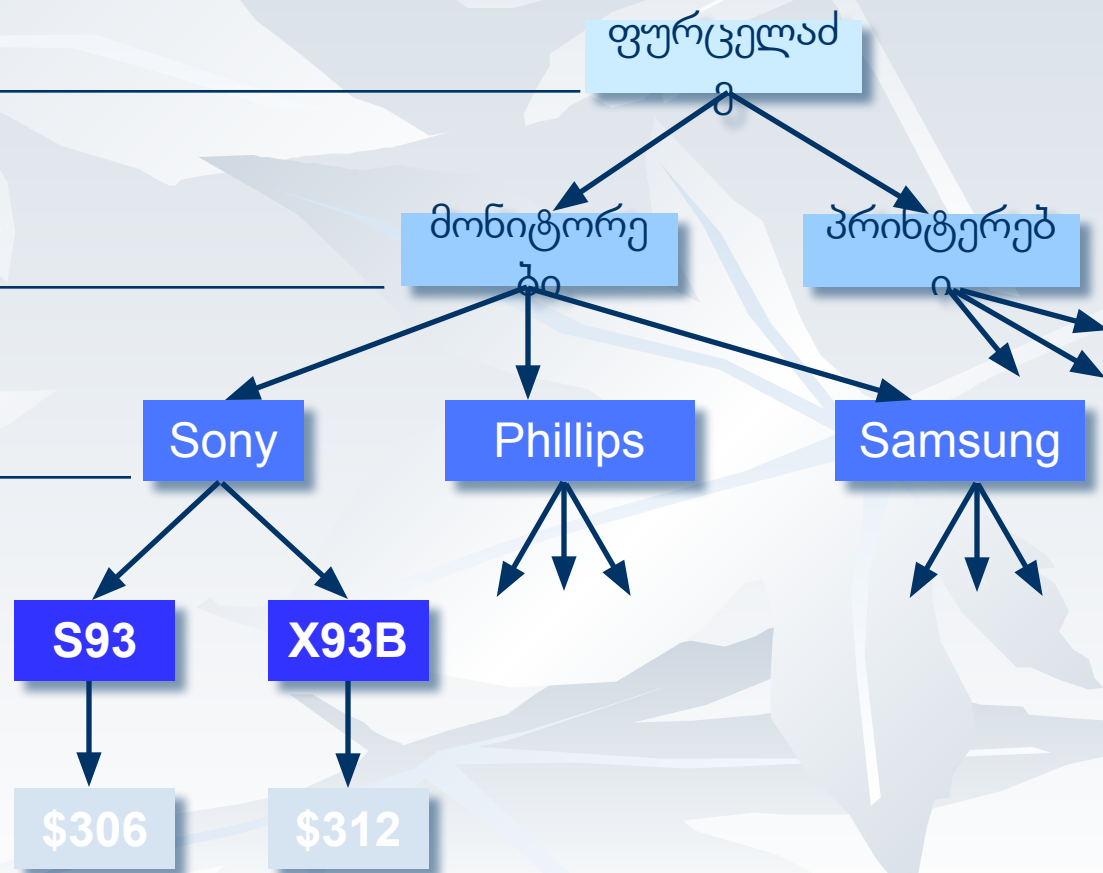 ფურცელაძ
მ
მონიტორე
ბი
პრინტერებ
ი
Sony
Phillips
Samsung
S93
X93B
$306
$312